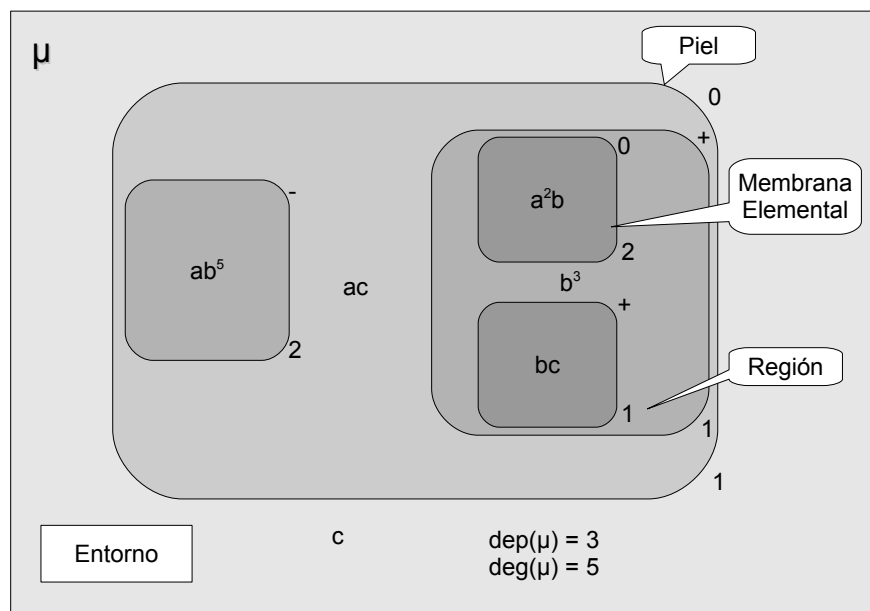 μ
Piel
0
+
0
a²b
Membrana
Elemental
-
2
ab⁵
ac
b³
+
2
bc
Región
1
1
1
Entorno
c
dep(μ) = 3
deg(μ) = 5